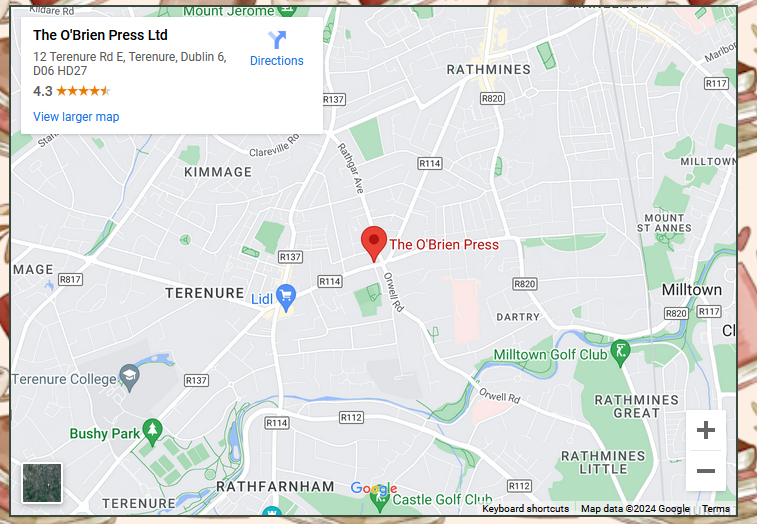 Kildare Rd
Mount Jerome
The O'Brien Press Ltd
12 Terenure Rd E, Terenure, Dublin 6,
D06 HD27
4.3
View larger map
Directions
RATHMINES
R137
R820
R117
Clareville Rd
Rathgar Ave
R114
KIMMAGE
MILLTOWN
MOUNT
ST ANNES
The O'Brien Press
R137
MAGE
R817
TERENURE
R114
Orwell Rd
R820
Milltown
Lidl
DARTRY
R820
R117
Milltown Golf Club
Terenure College
R137
Orwell Rd
RATHMINES
GREAT
R114
R112
Bushy Park
RATHMINES
LITTLE
RATHFARNHAM
R112
Google
Castle Golf Club
TERENURE
Keyboard shortcuts
Map data ©2024 Google
Terms